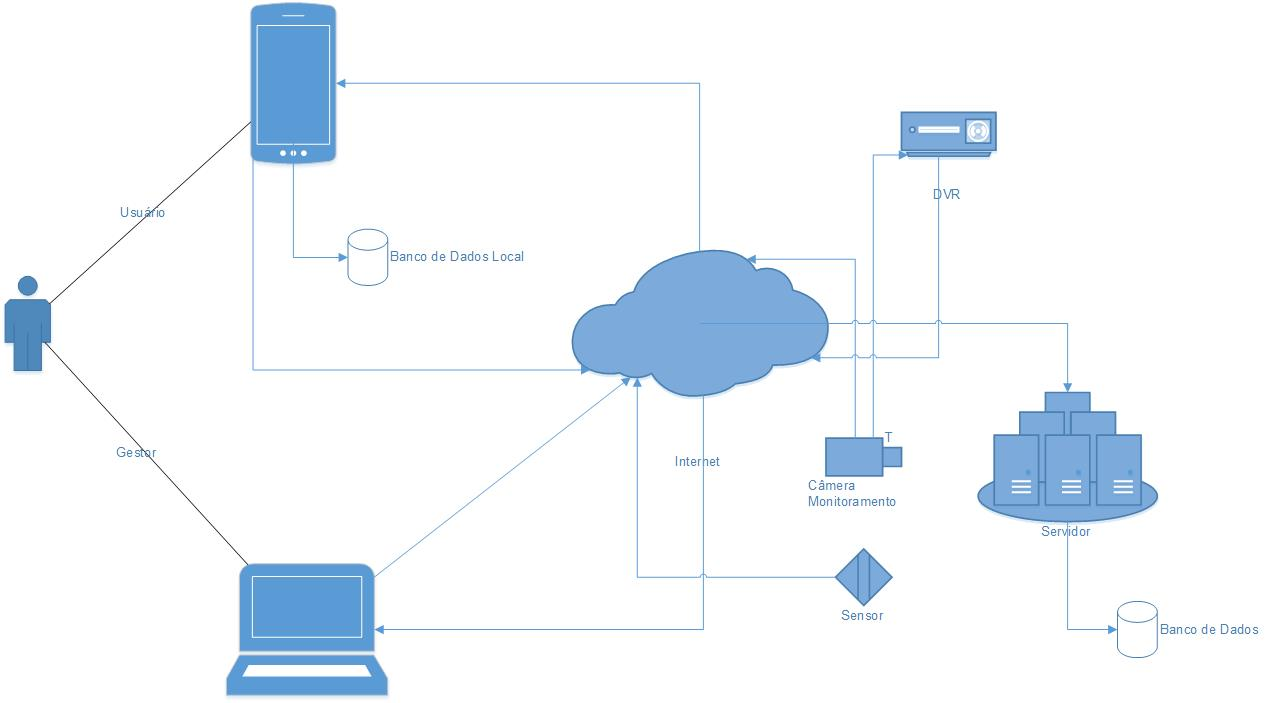 DVR
Usuário
Banco de Dados Local
T
Gestor
Internet
Câmera
Monitoramento
Servidor
Sensor
Banco de Dados